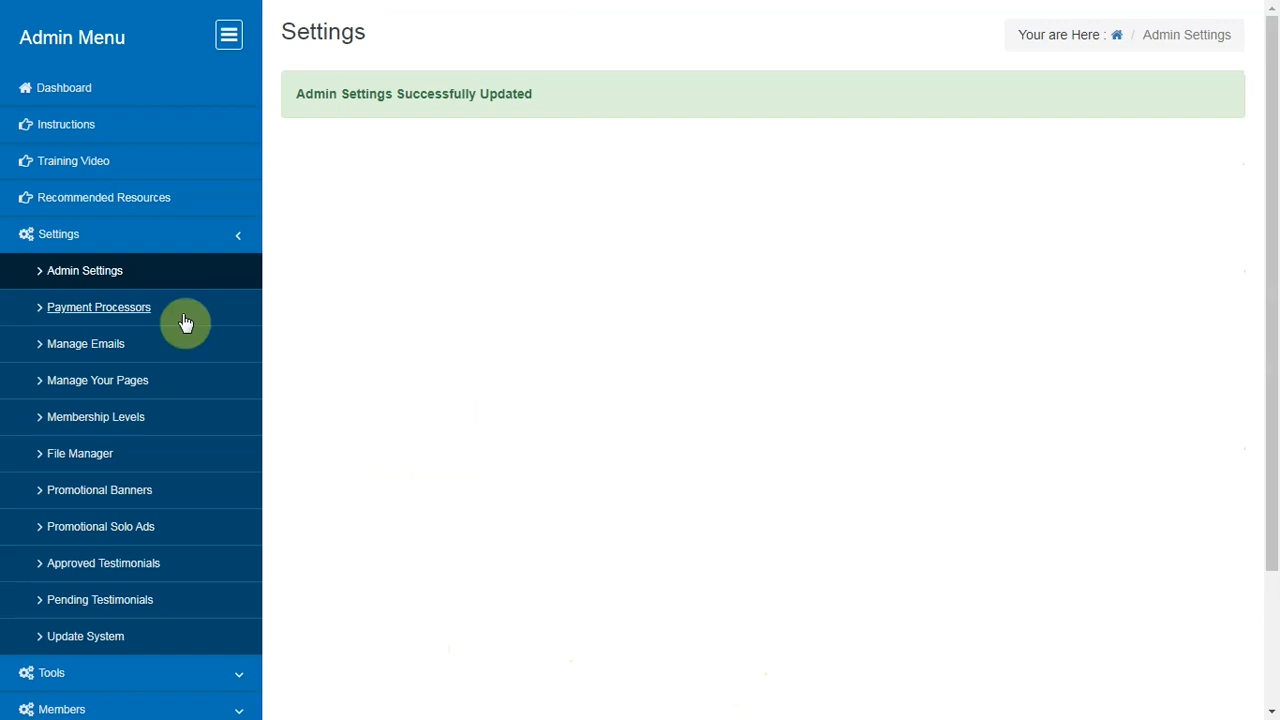 Admin Menu
Dashboard
Instructions
Training Video
Recommended Resources
Settings
Admin Settings
Payment Processors
Manage Emails
Manage Your Pages
Membership Levels
File Manager
Promotional Banners
Promotional Solo Ads
Approved Testimonials
Pending Testimonials
Update System
Tools
Members
Settings
Your are Here : / Admin Settings
Admin Settings Successfully Updated